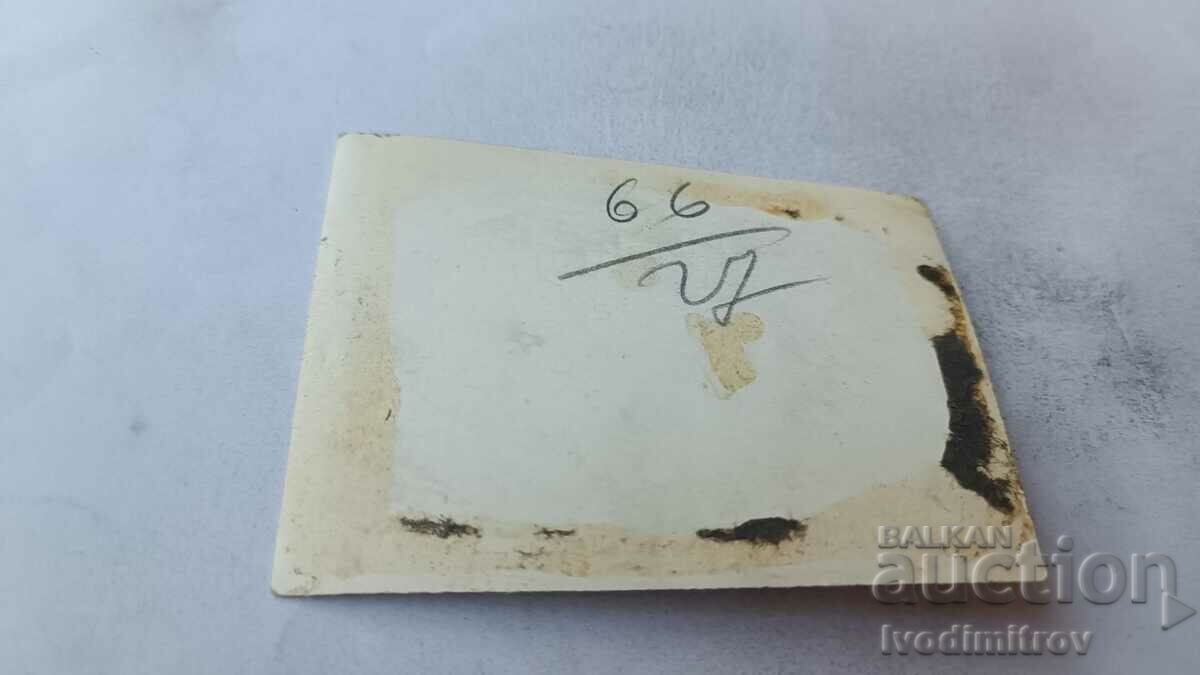 66
BALKAN
auction
Ivodimitrov